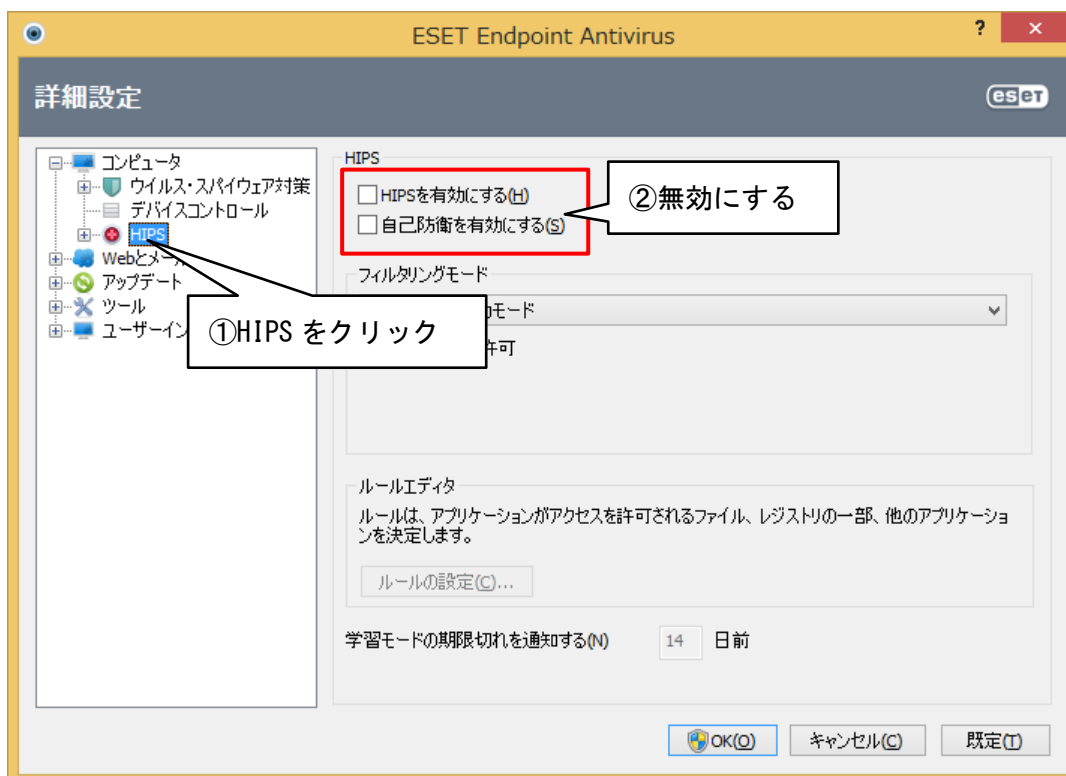 ESET Endpoint Antivirus
?
詳細設定
eset
コンピュータ
ウイルス・スパイウェア対策
デバイスコントロール
HIPS
Webとメール
アップデート
ツール
ユーザーイン
①HIPS をクリック
HIPS
HIPSを有効にする(H)
自己防衛を有効にする(S)
②無効にする
フィルタリングモード
モード
許可
ルールエディタ
ルールは、アプリケーションがアクセスを許可されるファイル、レジストリの一部、他のアプリケーショ
ンを決定します。
ルールの設定(C)...
学習モードの期限切れを通知する(N) 14 日前
OK(O) キャンセル(C) 既定(T)